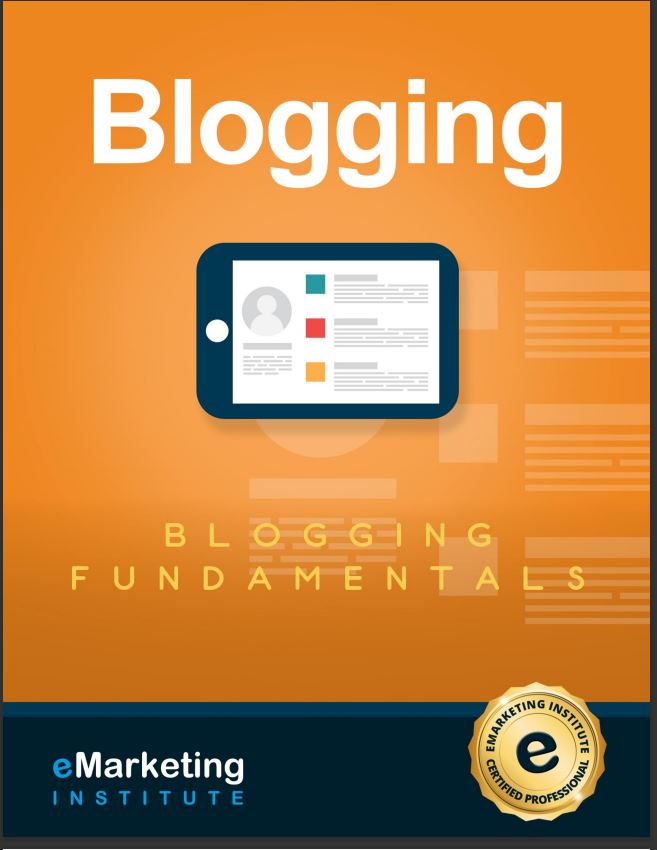 Blogging
BLOGGING
FUNDAMENTALS
eMarketing
INSTITUTE
EMARKETING INSTITUTE
e
CERTIFIED PROFESSIONAL